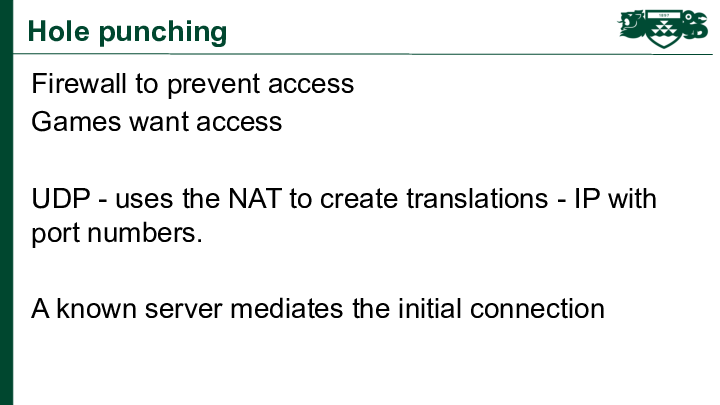 Hole punching
Firewall to prevent access
Games want access
UDP - uses the NAT to create translations - IP with
port numbers.
A known server mediates the initial connection